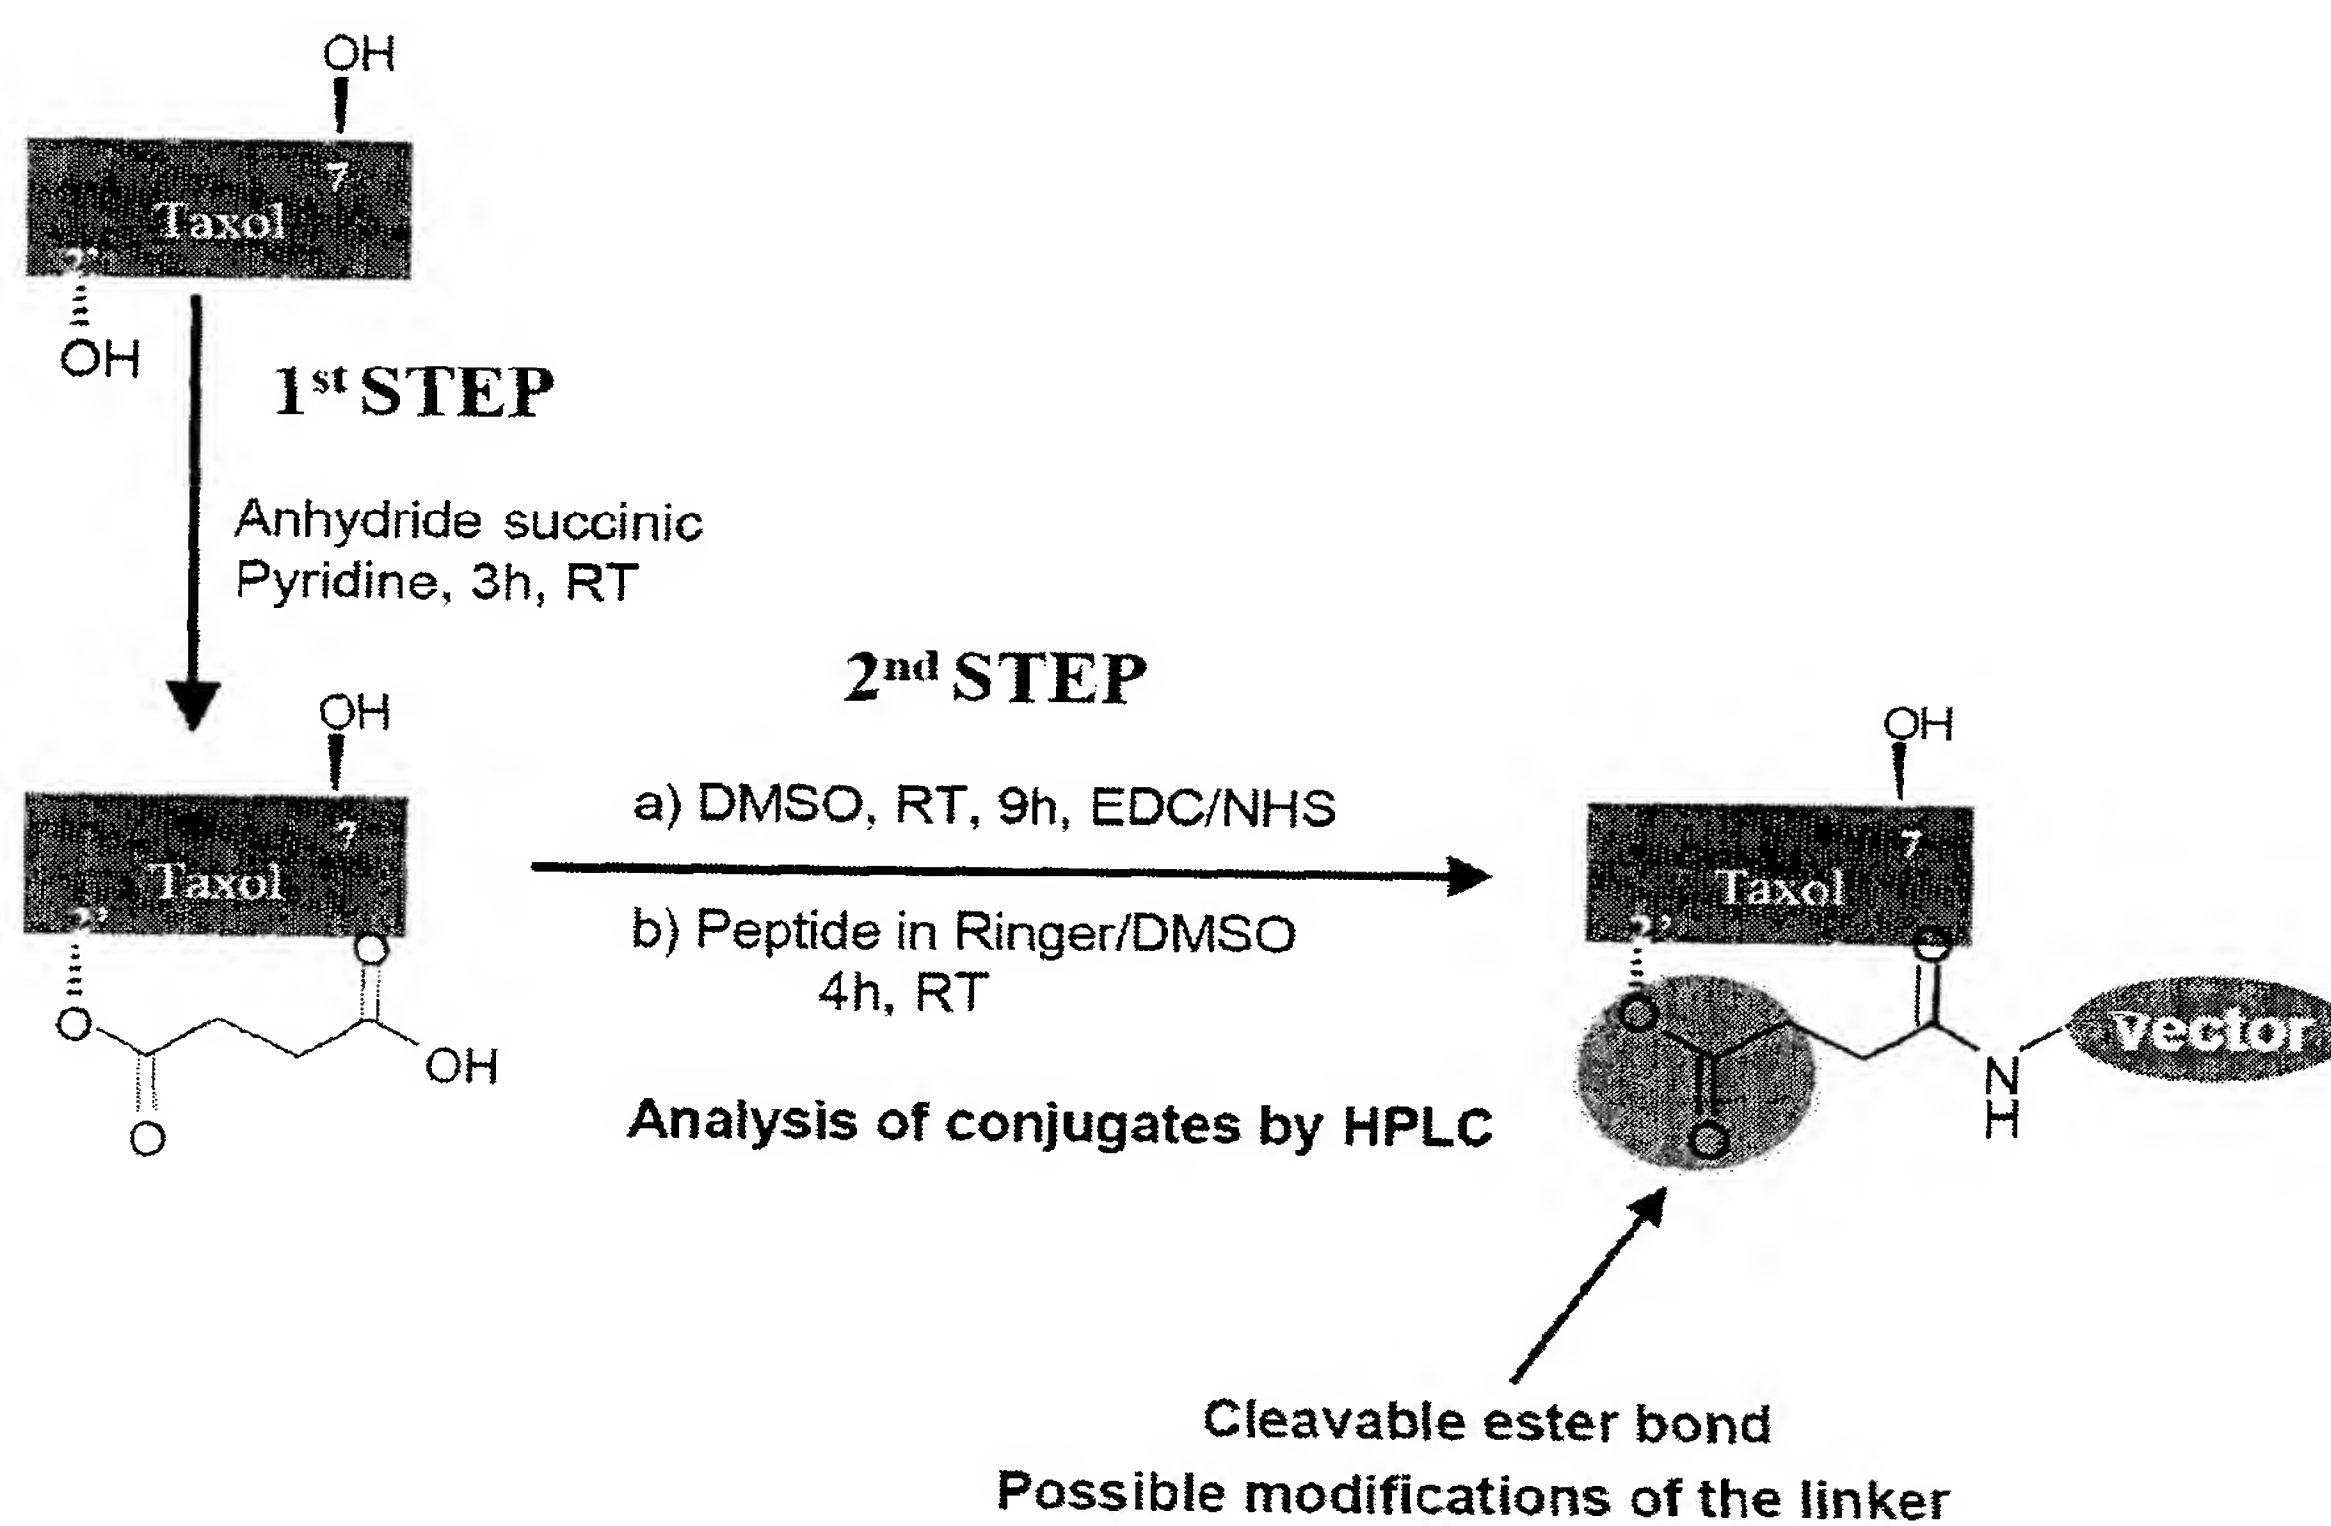 OH
7
Taxol
2'
OH
1st STEP
Anhydride succinic
Pyridine, 3h, RT
2nd STEP
OH
7
Taxol
2'
O
O
OH
O
a) DMSO, RT, 9h, EDC/NHS
b) Peptide in Ringer/DMSO
4h, RT
Analysis of conjugates by HPLC
OH
7
Taxol
2'
O
O
O
N
H
vector
Cleavable ester bond
Possible modifications of the linker